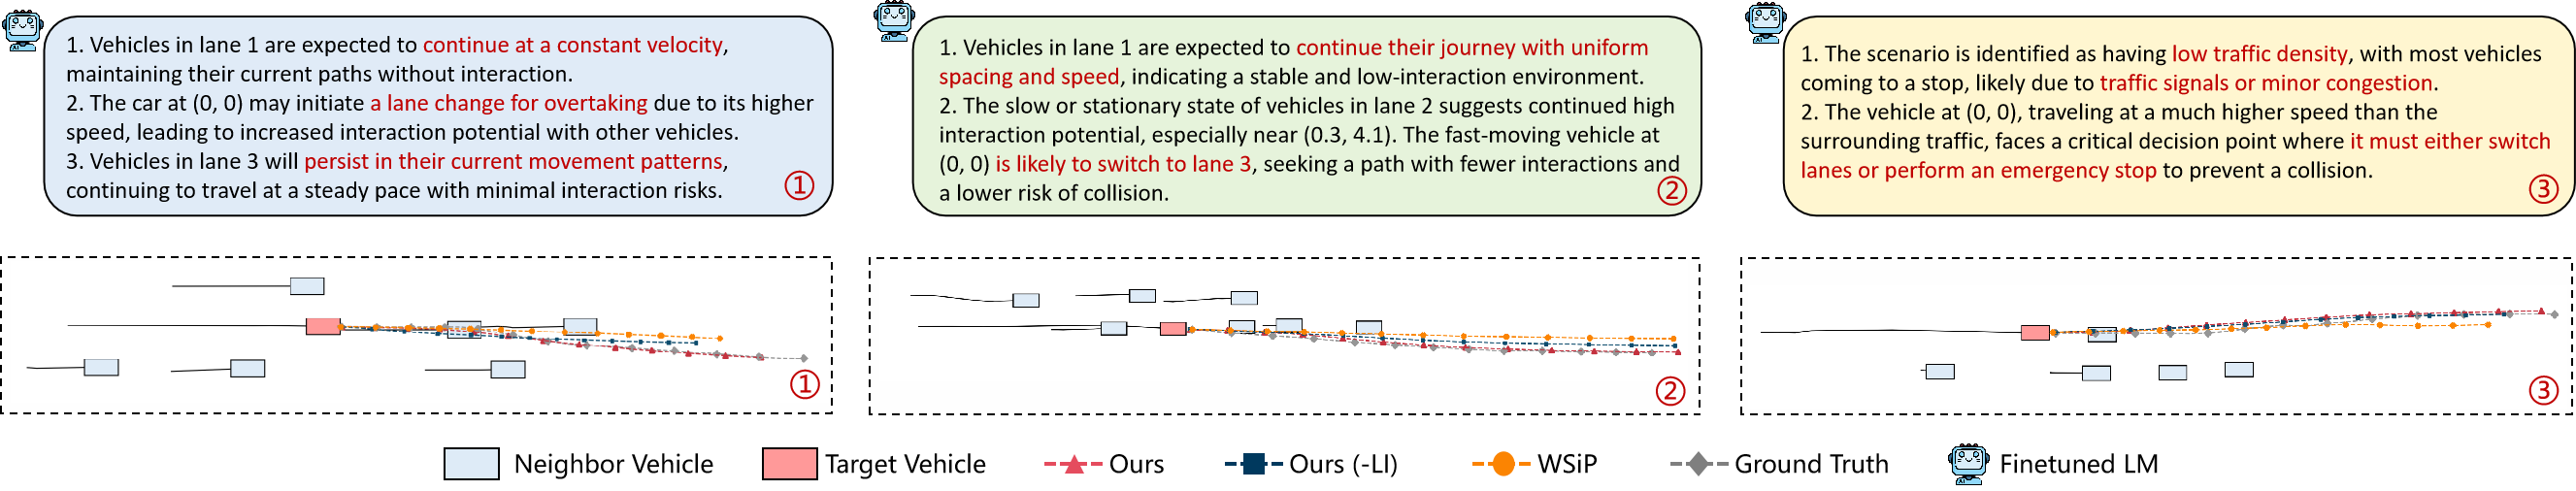 1. Vehicles in lane 1 are expected to continue at a constant velocity,
maintaining their current paths without interaction.
2. The car at (0, 0) may initiate a lane change for overtaking due to its higher
speed, leading to increased interaction potential with other vehicles.
3. Vehicles in lane 3 will persist in their current movement patterns,
continuing to travel at a steady pace with minimal interaction risks.
①
1. Vehicles in lane 1 are expected to continue their journey with uniform
spacing and speed, indicating a stable and low-interaction environment.
2. The slow or stationary state of vehicles in lane 2 suggests continued high
interaction potential, especially near (0.3, 4.1). The fast-moving vehicle at
(0, 0) is likely to switch to lane 3, seeking a path with fewer interactions and
a lower risk of collision.
②
1. The scenario is identified as having low traffic density, with most vehicles
coming to a stop, likely due to traffic signals or minor congestion.
2. The vehicle at (0, 0), traveling at a much higher speed than the
surrounding traffic, faces a critical decision point where it must either switch
lanes or perform an emergency stop to prevent a collision.
③
①
②
③
Neighbor Vehicle
Target Vehicle
Ours
Ours (-LI)
WSiP
Ground Truth
Finetuned LM